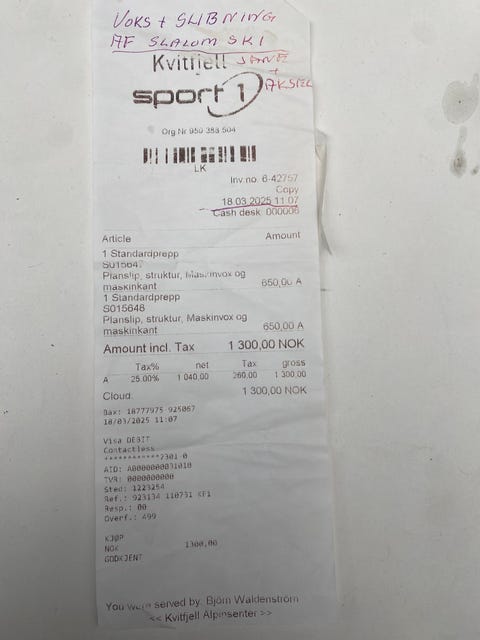 VOKS + SLIBNING
AF SLALOM SKI
JANE
+
AKSEL
Kvitfjell
sport 1
Org Nr 950 383 504
LK
Inv.no. 6-42757
Copy
18.03.2025 11:07
Cash desk 000006
Article Amount
1 Standardprepp
S015647
Planslip, struktur, Maskinvox og
maskinkant 650,00 A
1 Standardprepp
S015648
Planslip, struktur, Maskinvox og
maskinkant 650,00 A
Amount incl. Tax 1 300,00 NOK
Tax% net Tax gross
A 25.00% 1 040,00 260,00 1 300,00
Cloud. 1 300,00 NOK
Bax: 18777975 925067
18/03/2025 11:07
Visa DEBIT
Contactless
************2301-0
AID: A0000000031010
TVR: 0000000000
Sted: 1223254
Ref.: 923134 110731 KF1
Resp.: 00
Overf.: 499
KJØP
NOK 1300,00
GODKJENT
You were served by: Björn Waldenström
<< Kvitfjell Alpinsenter >>